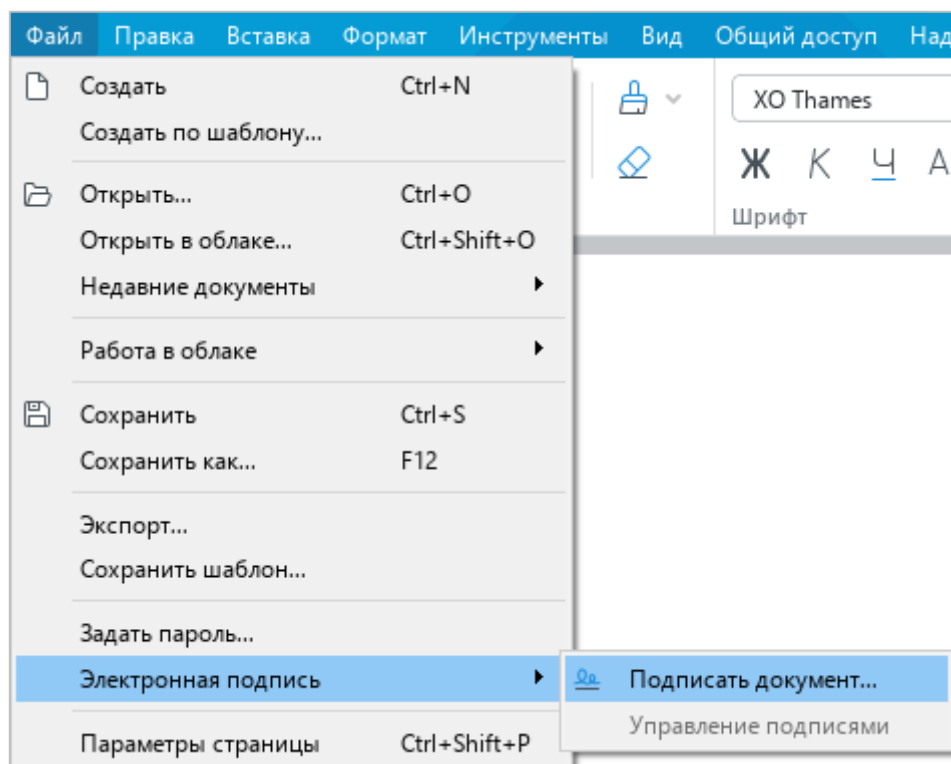 Файл Правка Вставка Формат Инструменты Вид Общий доступ Над
Создать Ctrl+N
Создать по шаблону...
Открыть... Ctrl+O
Открыть в облаке... Ctrl+Shift+O
Недавние документы
Работа в облаке
Сохранить Ctrl+S
Сохранить как... F12
Экспорт...
Сохранить шаблон...
Задать пароль...
Электронная подпись
Параметры страницы Ctrl+Shift+P
Подписать документ...
Управление подписями
XO Thames
Ж К Ч А
Шрифт